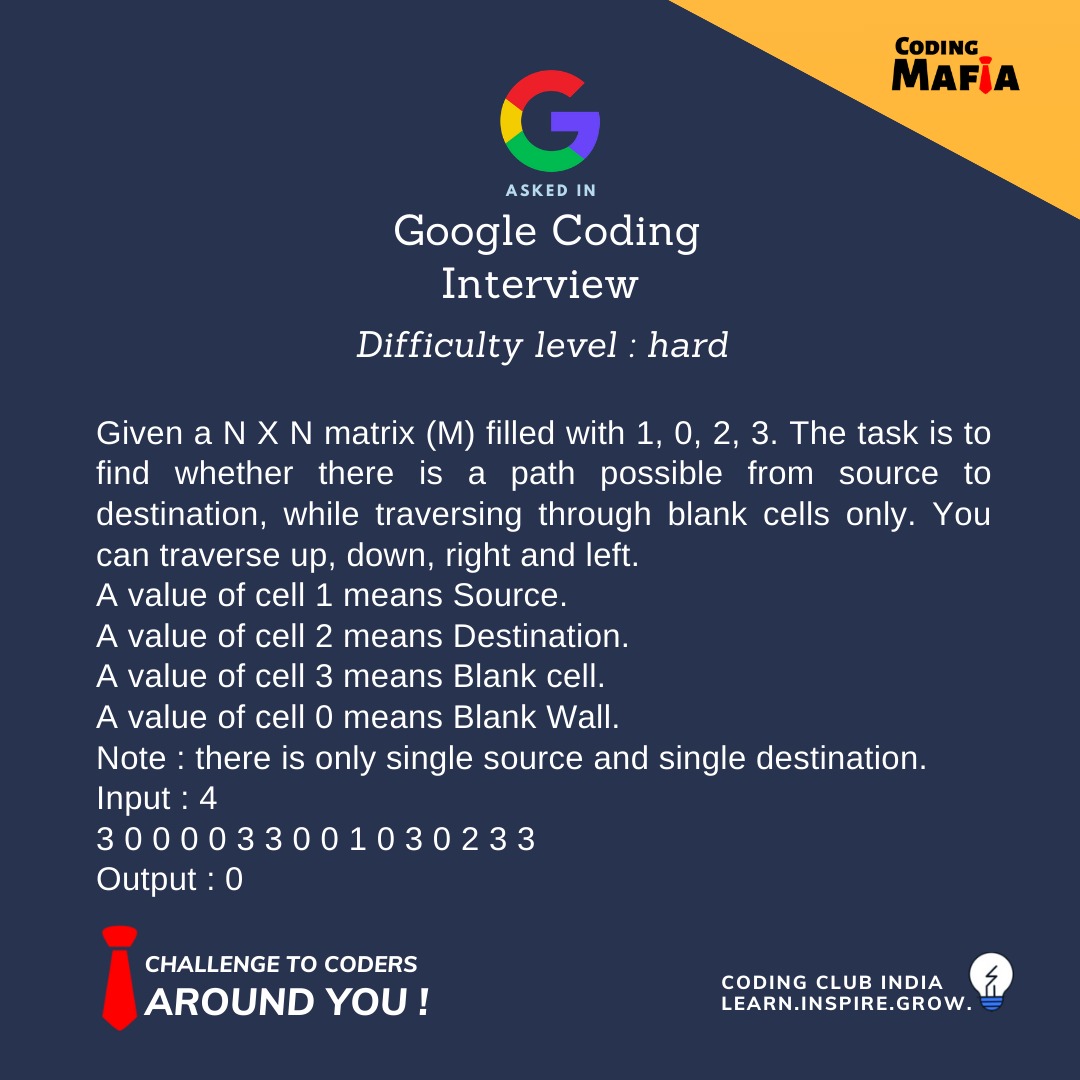 CODING
MAFIA
ASKED IN
Google Coding
Interview
Difficulty level : hard
Given a N X N matrix (M) filled with 1, 0, 2, 3. The task is to
find whether there is a path possible from source to
destination, while traversing through blank cells only. You
can traverse up, down, right and left.
A value of cell 1 means Source.
A value of cell 2 means Destination.
A value of cell 3 means Blank cell.
A value of cell 0 means Blank Wall.
Note : there is only single source and single destination.
Input : 4
3 0 0 0 0 3 3 0 0 1 0 3 0 2 3 3
Output : 0
CHALLENGE TO CODERS
AROUND YOU !
CODING CLUB INDIA
LEARN.INSPIRE.GROW.